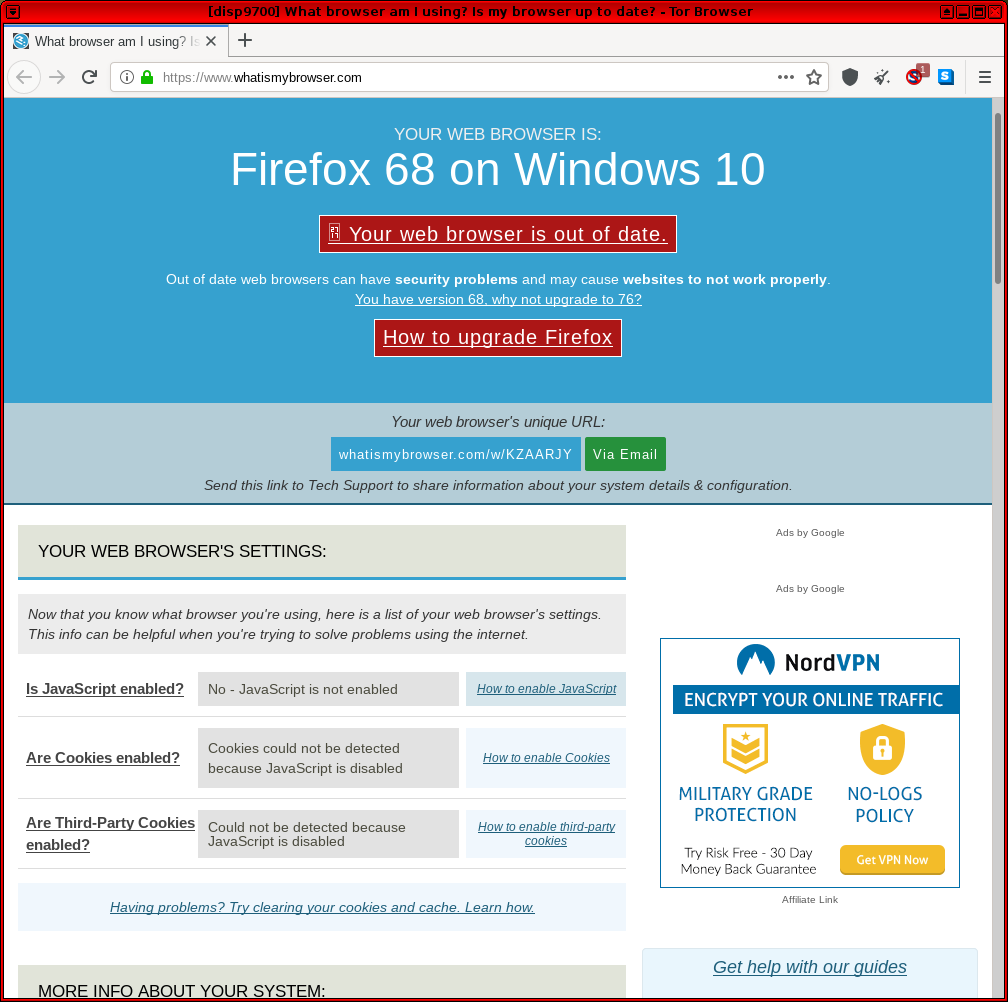 [disp9700] What browser am I using? Is my browser up to date? - Tor Browser
What browser am I using? Is
https://www.whatismybrowser.com
1
YOUR WEB BROWSER IS:
Firefox 68 on Windows 10
Your web browser is out of date.
Out of date web browsers can have security problems and may cause websites to not work properly.
You have version 68, why not upgrade to 76?
How to upgrade Firefox
Your web browser's unique URL:
whatismybrowser.com/w/KZAARJY Via Email
Send this link to Tech Support to share information about your system details & configuration.
YOUR WEB BROWSER'S SETTINGS:
Now that you know what browser you're using, here is a list of your web browser's settings.
This info can be helpful when you're trying to solve problems using the internet.
Is JavaScript enabled? No - JavaScript is not enabled How to enable JavaScript
Are Cookies enabled? Cookies could not be detected
because JavaScript is disabled How to enable Cookies
Are Third-Party Cookies
enabled?
Could not be detected because
JavaScript is disabled
How to enable third-party
cookies
Having problems? Try clearing your cookies and cache. Learn how.
MORE INFO ABOUT YOUR SYSTEM:
Ads by Google
Ads by Google
NordVPN
ENCRYPT YOUR ONLINE TRAFFIC
MILITARY GRADE
PROTECTION
NO-LOGS
POLICY
Try Risk Free - 30 Day
Money Back Guarantee
Get VPN Now
Affiliate Link
Get help with our guides